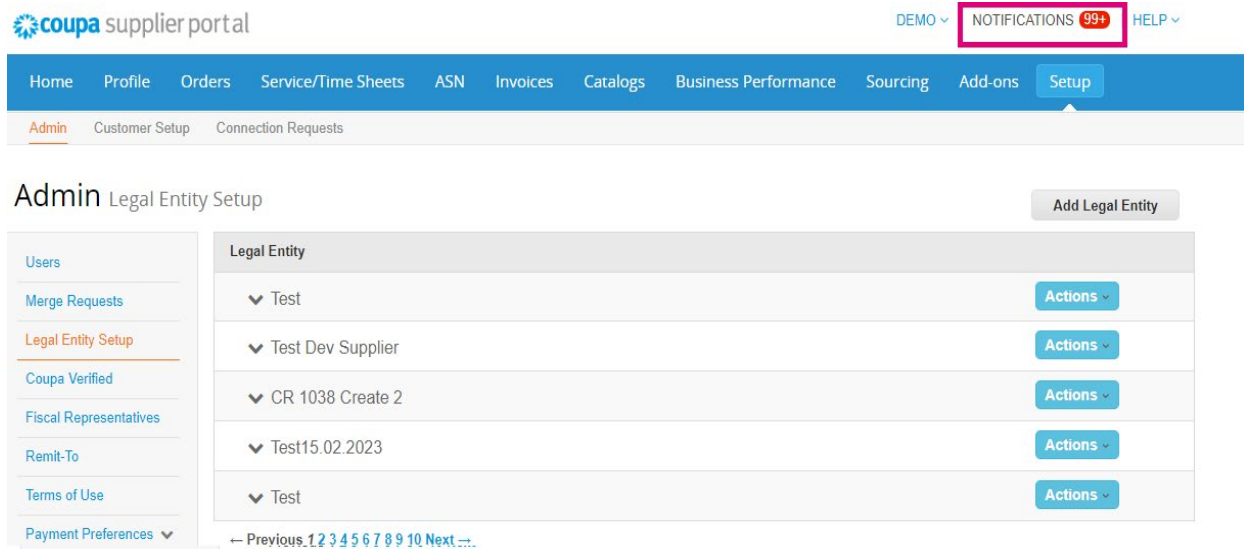 coupa supplier portal
DEMO NOTIFICATIONS 99+ HELP
Home Profile Orders Service/Time Sheets ASN Invoices Catalogs Business Performance Sourcing Add-ons Setup
Admin Customer Setup Connection Requests
Admin Legal Entity Setup
Add Legal Entity
Users
Merge Requests
Legal Entity Setup
Coupa Verified
Fiscal Representatives
Remit-To
Terms of Use
Payment Preferences
Legal Entity
Test Actions
Test Dev Supplier Actions
CR 1038 Create 2 Actions
Test15.02.2023 Actions
Test Actions
← Previous 1 2 3 4 5 6 7 8 9 10 Next →